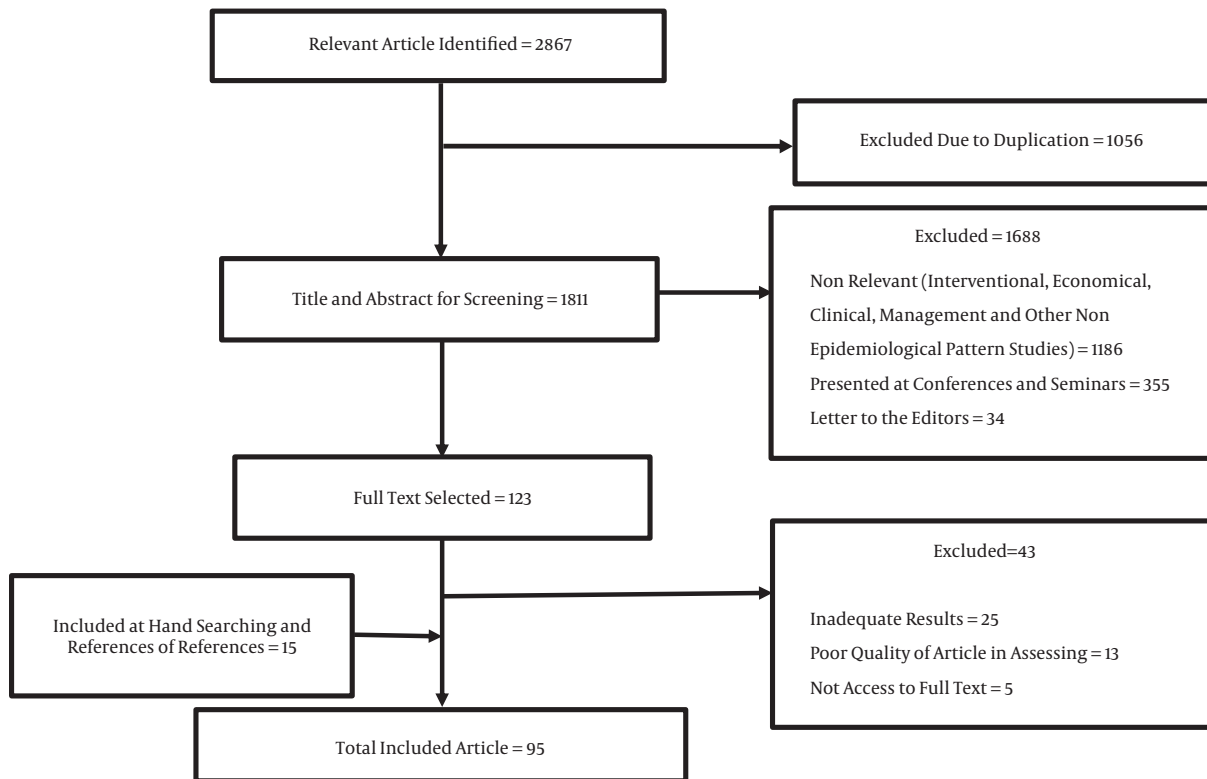 Relevant Article Identified = 2867
Excluded Due to Duplication = 1056
Title and Abstract for Screening = 1811
Excluded = 1688
Non Relevant (Interventional, Economical,
Clinical, Management and Other Non
Epidemiological Pattern Studies) = 1186
Presented at Conferences and Seminars = 355
Letter to the Editors = 34
Full Text Selected = 123
Excluded=43
Inadequate Results = 25
Poor Quality of Article in Assessing = 13
Not Access to Full Text = 5
Included at Hand Searching and
References of References = 15
Total Included Article = 95